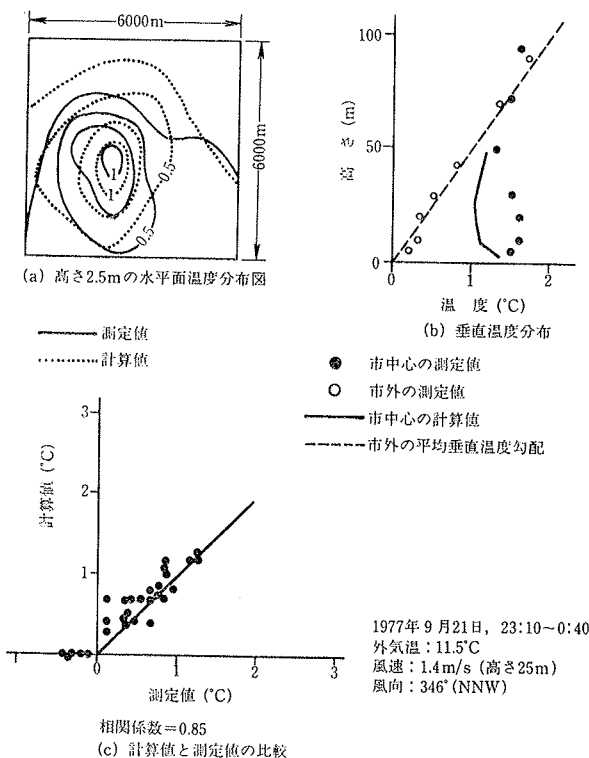 6000m
6000m
0.5
1
1
0.5
(a) 高さ2.5mの水平面温度分布図
測定値
計算値
100
50
0
高さ(m)
0
1
2
温度(℃)
(b) 垂直温度分布
市中心の測定値
市外の測定値
市中心の計算値
市外の平均垂直温度勾配
3
2
1
計算値(℃)
0
1
2
3
測定値(℃)
相関係数=0.85
(c) 計算値と測定値の比較
1977年9月21日,23:10~0:40
外気温:11.5℃
風速:1.4m/s(高さ25m)
風向:346°(NNW)